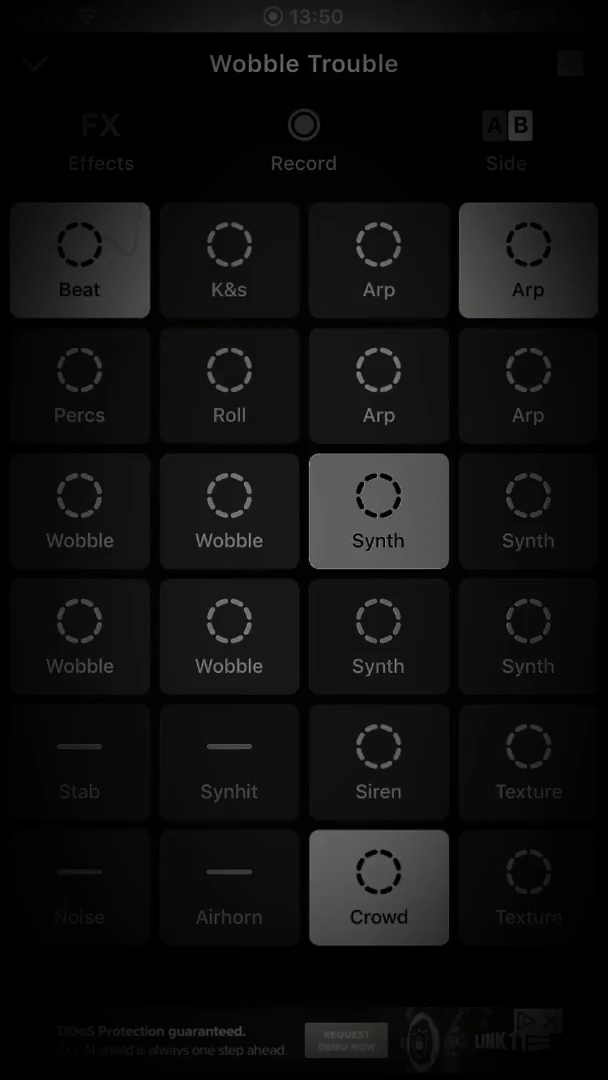 13:50
Wobble Trouble
FX A B
Effects Record Side
Beat K&s Arp Arp
Percs Roll Arp Arp
Wobble Wobble Synth Synth
Wobble Wobble Synth Synth
Stab Synhit Siren Texture
Noise Airhorn Crowd Texture
DDoS Protection guaranteed.
Our AI shield is always one step ahead.
REQUEST
DEMO NOW
LINK11